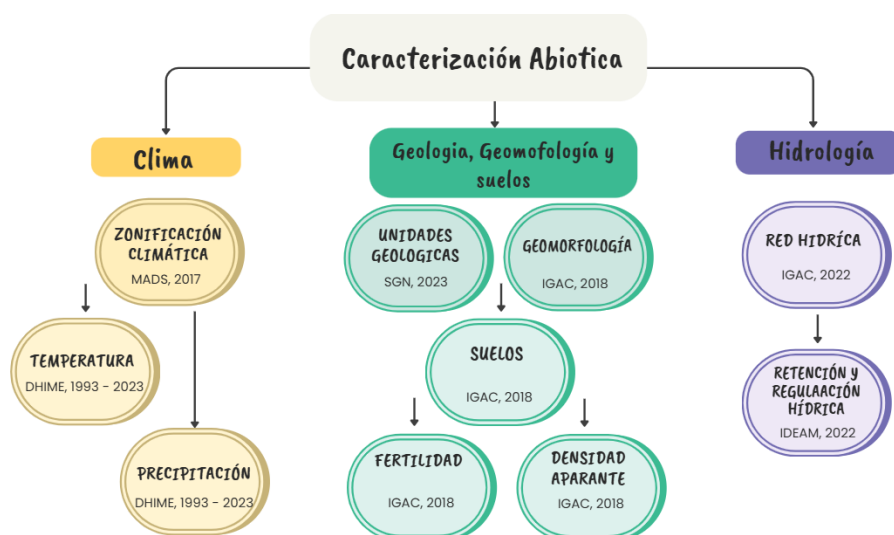 Caracterización Abiotica
Clima
ZONIFICACIÓN
CLIMÁTICA
MADS, 2017
TEMPERATURA
DHIME, 1993 - 2023
PRECIPITACIÓN
DHIME, 1993 - 2023
Geologia, Geomofología y
suelos
UNIDADES
GEOLOGICAS
SGN, 2023
GEOMORFOLOGÍA
IGAC, 2018
SUELOS
IGAC, 2018
FERTILIDAD
IGAC, 2018
DENSIDAD
APARANTE
IGAC, 2018
Hidrología
RED HIDRÍCA
IGAC, 2022
RETENCIÓN Y
REGULAACIÓN
HÍDRICA
IDEAM, 2022